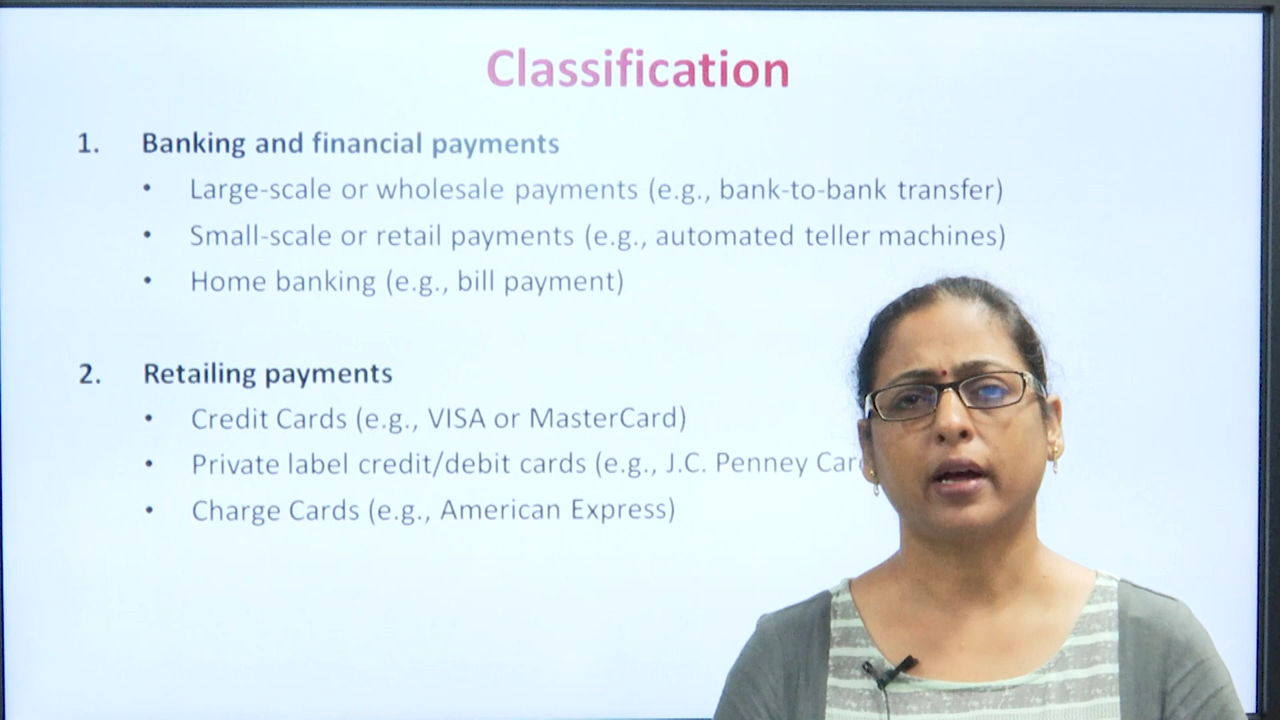 Classification
1. Banking and financial payments
• Large-scale or wholesale payments (e.g., bank-to-bank transfer)
• Small-scale or retail payments (e.g., automated teller machines)
• Home banking (e.g., bill payment)
2. Retailing payments
• Credit Cards (e.g., VISA or MasterCard)
• Private label credit/debit cards (e.g., J.C. Penney
• Charge Cards (e.g., American Express)